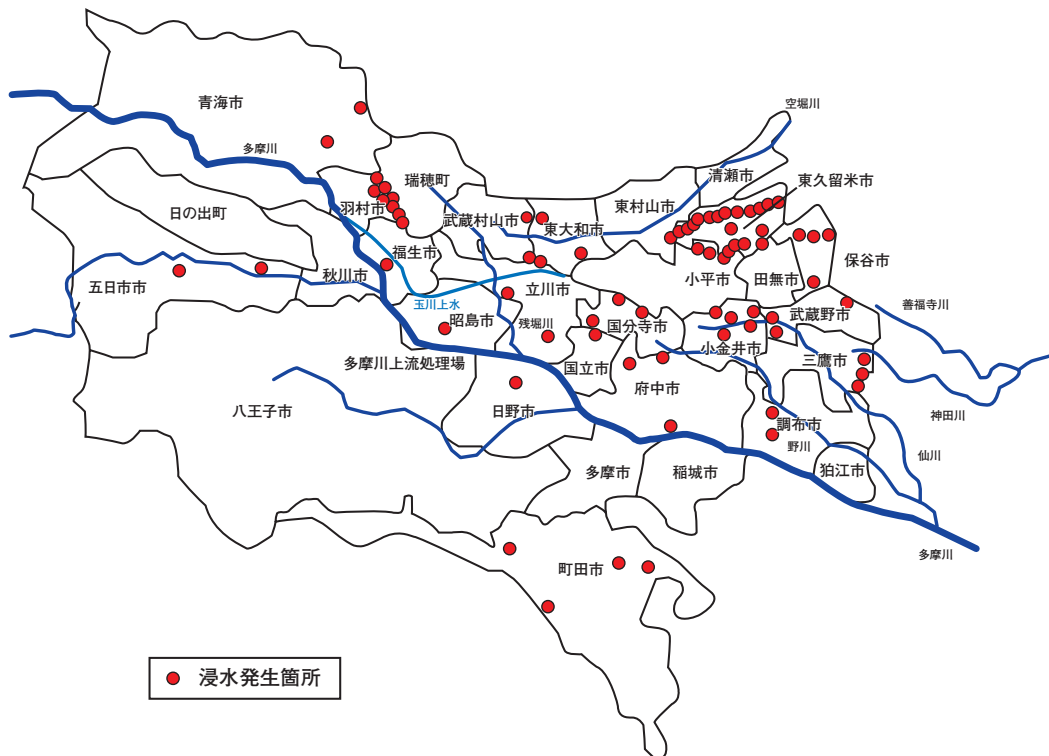 空堀川
青海市
多摩川
清瀬市
東久留米市
瑞穂町
東村山市
羽村市
日の出町
武蔵村山市
東大和市
福生市
保谷市
秋川市
小平市
田無市
五日市市
立川市
玉川上水
善福寺川
武蔵野市
昭島市
残堀川
国分寺市
小金井市
三鷹市
多摩川上流処理場
国立市
府中市
八王子市
日野市
神田川
調布市
野川
仙川
多摩市
稲城市
狛江市
多摩川
町田市
浸水発生箇所